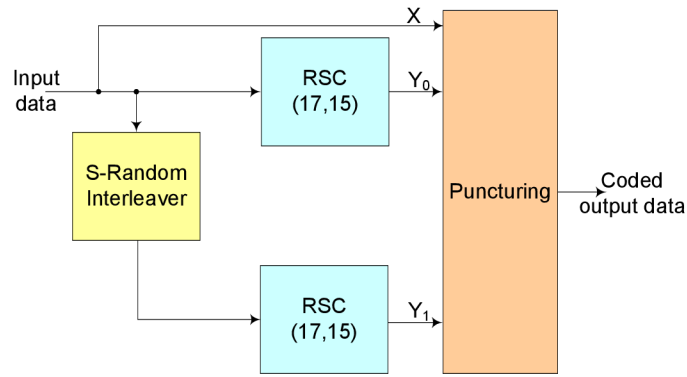 X
Input
data
RSC
(17,15)
Y₀
S-Random
Interleaver
Puncturing
Coded
output data
RSC
(17,15)
Y₁